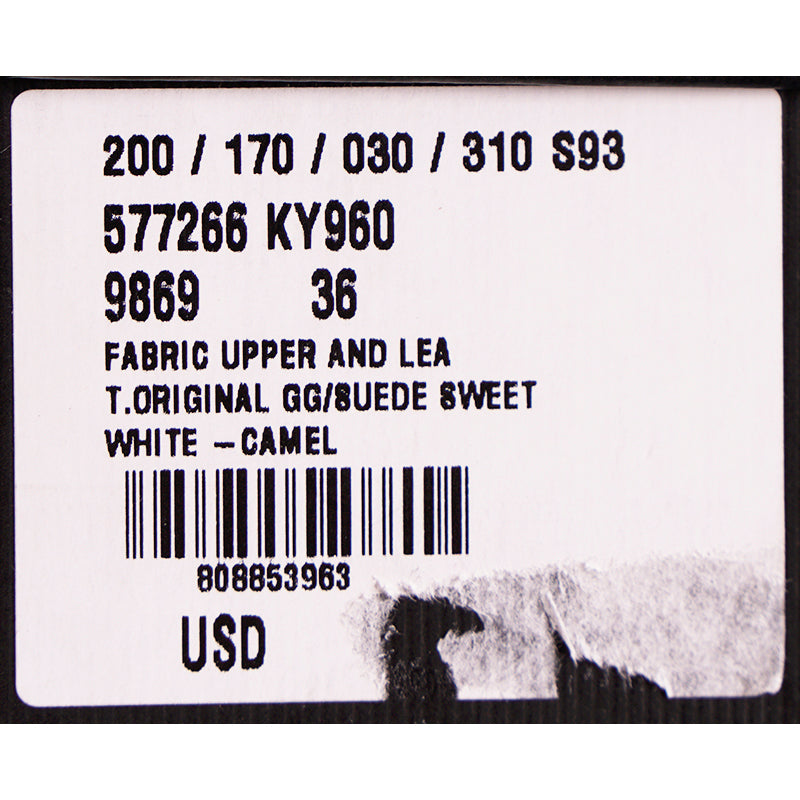 200 / 170 / 030 / 310 S93
577266 KY960
9869 36
FABRIC UPPER AND LEA
T.ORIGINAL GG/SUEDE SWEET
WHITE -CAMEL
808853963
USD